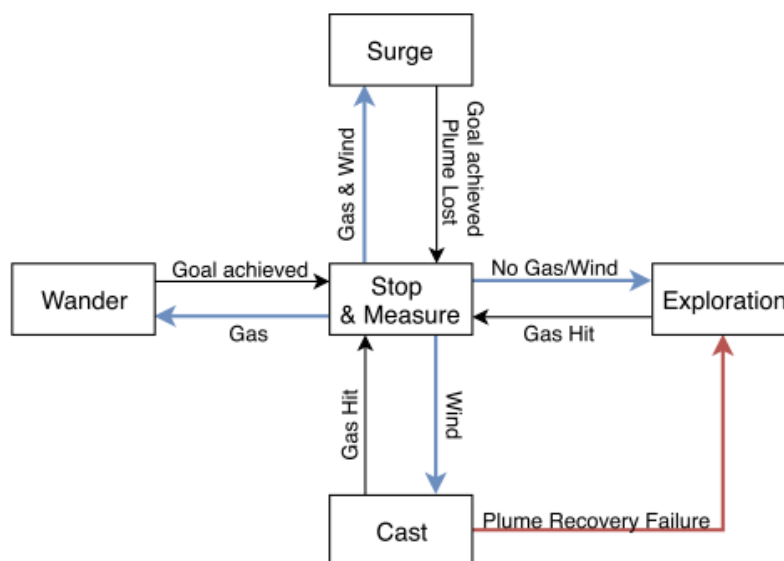 Surge
Gas & Wind
Goal achieved
Plume Lost
Goal achieved
No Gas/Wind
Wander
Stop
& Measure
Exploration
Gas
Gas Hit
Gas Hit
Wind
Cast
Plume Recovery Failure